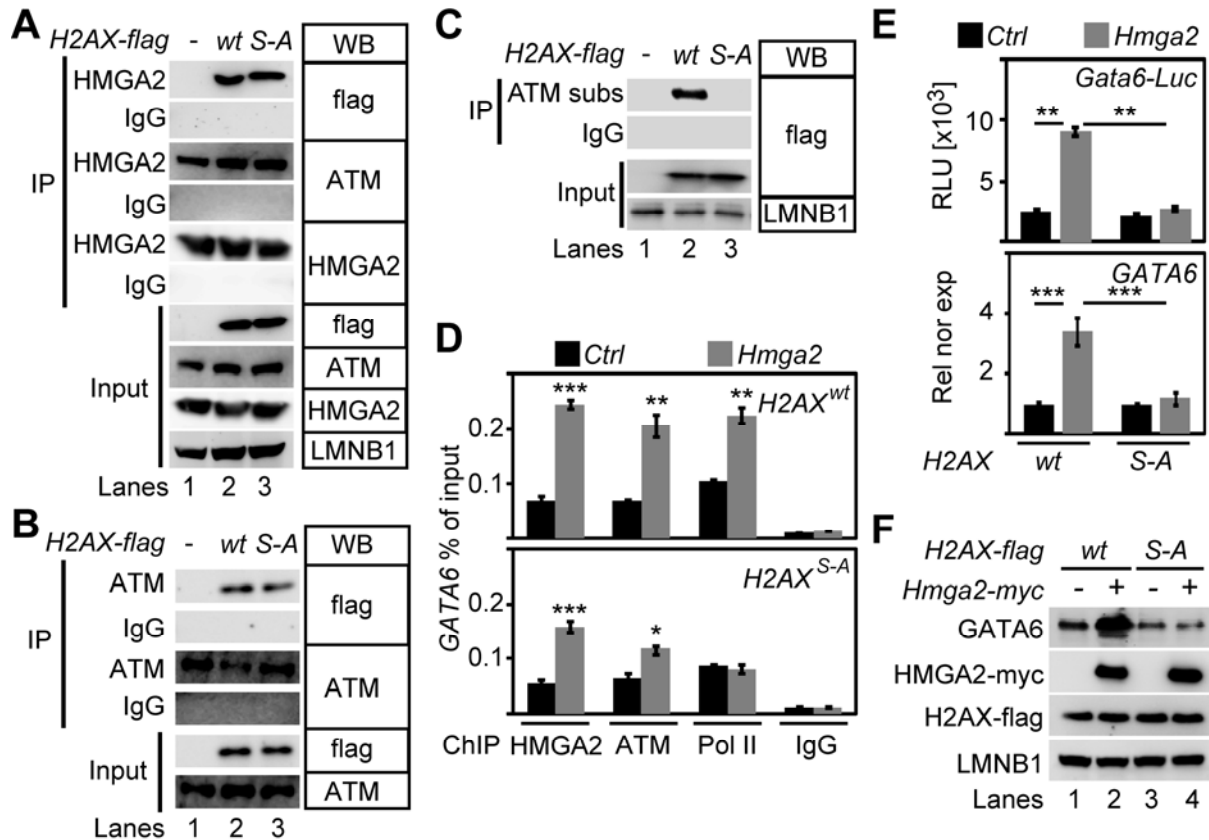 A
H2AX-flag - wt S-A WB
IP
HMGA2
IgG
flag
HMGA2
IgG
ATM
HMGA2
IgG
HMGA2
Input
flag
ATM
HMGA2
LMNB1
Lanes 1 2 3
B
H2AX-flag - wt S-A WB
IP
ATM
IgG
flag
ATM
IgG
ATM
Input
flag
ATM
Lanes 1 2 3
C
H2AX-flag - wt S-A WB
IP
ATM subs
IgG
flag
Input
LMNB1
Lanes 1 2 3
D
Ctrl Hmga2
GATA6 % of input
*** ** ** H2AX^wt
0.2
0.1
*** * H2AX^S-A
0.2
0.1
ChIP HMGA2 ATM Pol II IgG
E
Ctrl Hmga2
Gata6-Luc
** **
RLU [x10³]
10
5
GATA6
*** ***
Rel nor exp
4
2
H2AX wt S-A
F
H2AX-flag wt S-A
Hmga2-myc - + - +
GATA6
HMGA2-myc
H2AX-flag
LMNB1
Lanes 1 2 3 4